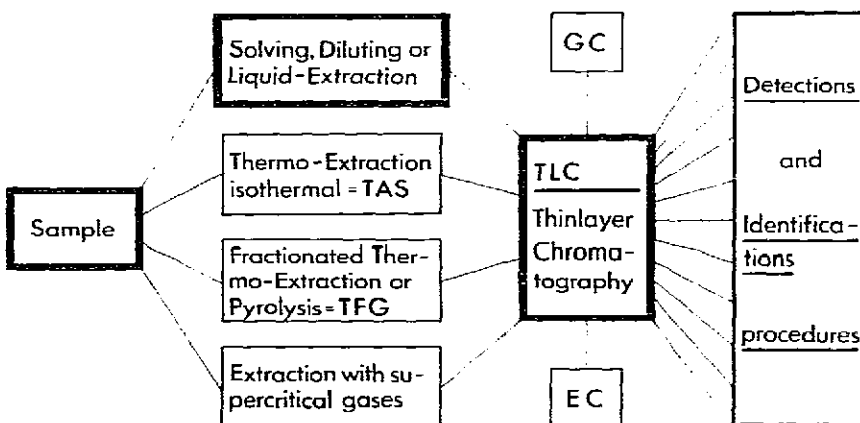 Sample
Solving, Diluting or
Liquid-Extraction
Thermo-Extraction
isothermal = TAS
Fractionated Ther-
mo-Extraction or
Pyrolysis = TFG
Extraction with su-
percritical gases
GC
TLC
Thinlayer
Chroma-
tography
EC
Detections
and
Identifica-
tions
procedures